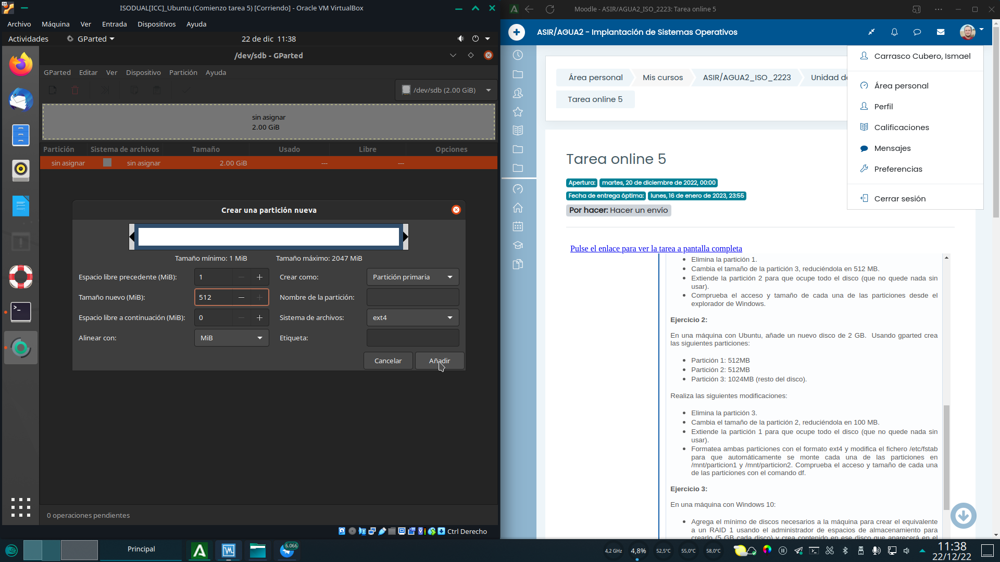 ISODUAL[ICC]_Ubuntu (Comienzo tarea 5) [Corriendo] - Oracle VM VirtualBox
Archivo Máquina Ver Entrada Dispositivos Ayuda
Actividades GParted 22 de dic 11:38
/dev/sdb - GParted
GParted Editar Ver Dispositivo Partición Ayuda
/dev/sdb (2.00 GiB)
sin asignar
2.00 GiB
Partición Sistema de archivos Tamaño Usado Libre Opciones
sin asignar sin asignar 2.00 GiB --- ---
Crear una partición nueva
Tamaño mínimo: 1 MiB Tamaño máximo: 2047 MiB
Espacio libre precedente (MiB): 1 Crear como: Partición primaria
Tamaño nuevo (MiB): 512 Nombre de la partición:
Espacio libre a continuación (MiB): 0 Sistema de archivos: ext4
Alinear con: MiB Etiqueta:
Cancelar Añadir
0 operaciones pendientes
Ctrl Derecho
Moodle - ASIR/AGUA2_ISO_2223: Tarea online 5
ASIR/AGUA2 - Implantación de Sistemas Operativos
Área personal Mis cursos ASIR/AGUA2_ISO_2223 Unidad de
Tarea online 5
Carrasco Cubero, Ismael
Área personal
Perfil
Calificaciones
Mensajes
Preferencias
Cerrar sesión
Tarea online 5
Apertura: martes, 20 de diciembre de 2022, 00:00
Fecha de entrega óptima: lunes, 16 de enero de 2023, 23:55
Por hacer: Hacer un envío
Pulse el enlace para ver la tarea a pantalla completa
Elimina la partición 1.
Cambia el tamaño de la partición 3, reduciéndola en 512 MB.
Extiende la partición 2 para que ocupe todo el disco (que no quede nada sin
usar).
Comprueba el acceso y tamaño de cada una de las particiones desde el
explorador de Windows.
Ejercicio 2:
En una máquina con Ubuntu, añade un nuevo disco de 2 GB. Usando gparted crea
las siguientes particiones:
Partición 1: 512MB
Partición 2: 512MB
Partición 3: 1024MB (resto del disco).
Realiza las siguientes modificaciones:
Elimina la partición 3.
Cambia el tamaño de la partición 2, reduciéndola en 100 MB.
Extiende la partición 1 para que ocupe todo el disco (que no quede nada sin
usar).
Formatea ambas particiones con el formato ext4 y modifica el fichero /etc/fstab
para que automáticamente se monte cada una de las particiones en
/mnt/particion1 y /mnt/particion2. Comprueba el acceso y tamaño de cada una
de las particiones con el comando df.
Ejercicio 3:
En una máquina con Windows 10:
Agrega el mínimo de discos necesarios a la máquina para crear el equivalente
a un RAID 1 usando el administrador de espacios de almacenamiento para
crearlo (5 GB cada disco) y crea contenido en ese disco que aparecerá en el
Principal
6.066
4,2 GHz 4,8% 52,5°C 55,0°C 58,0°C
11:38
22/12/22